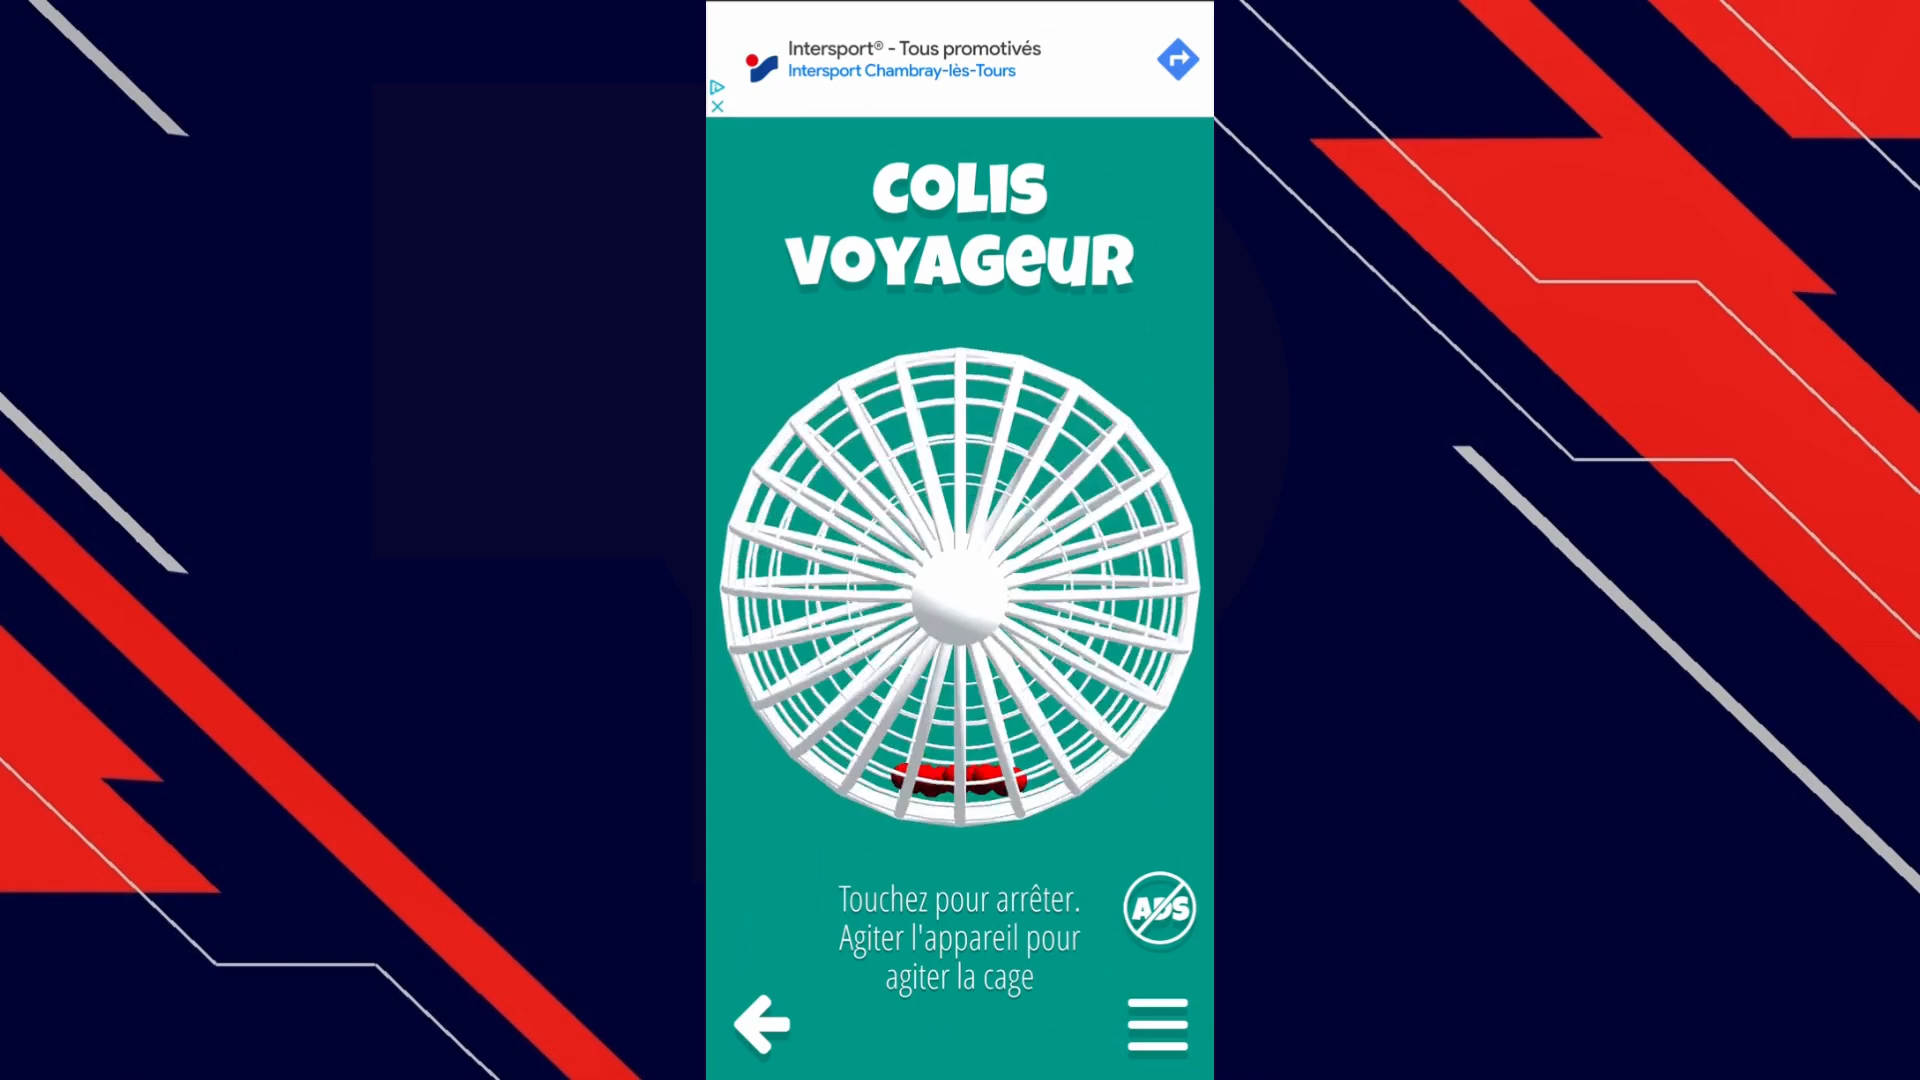 Intersport® - Tous promotivés
Intersport Chambray-lès-Tours
COLIS
VOYAGEUR
Touchez pour arrêter.
Agiter l'appareil pour
agiter la cage
ADS